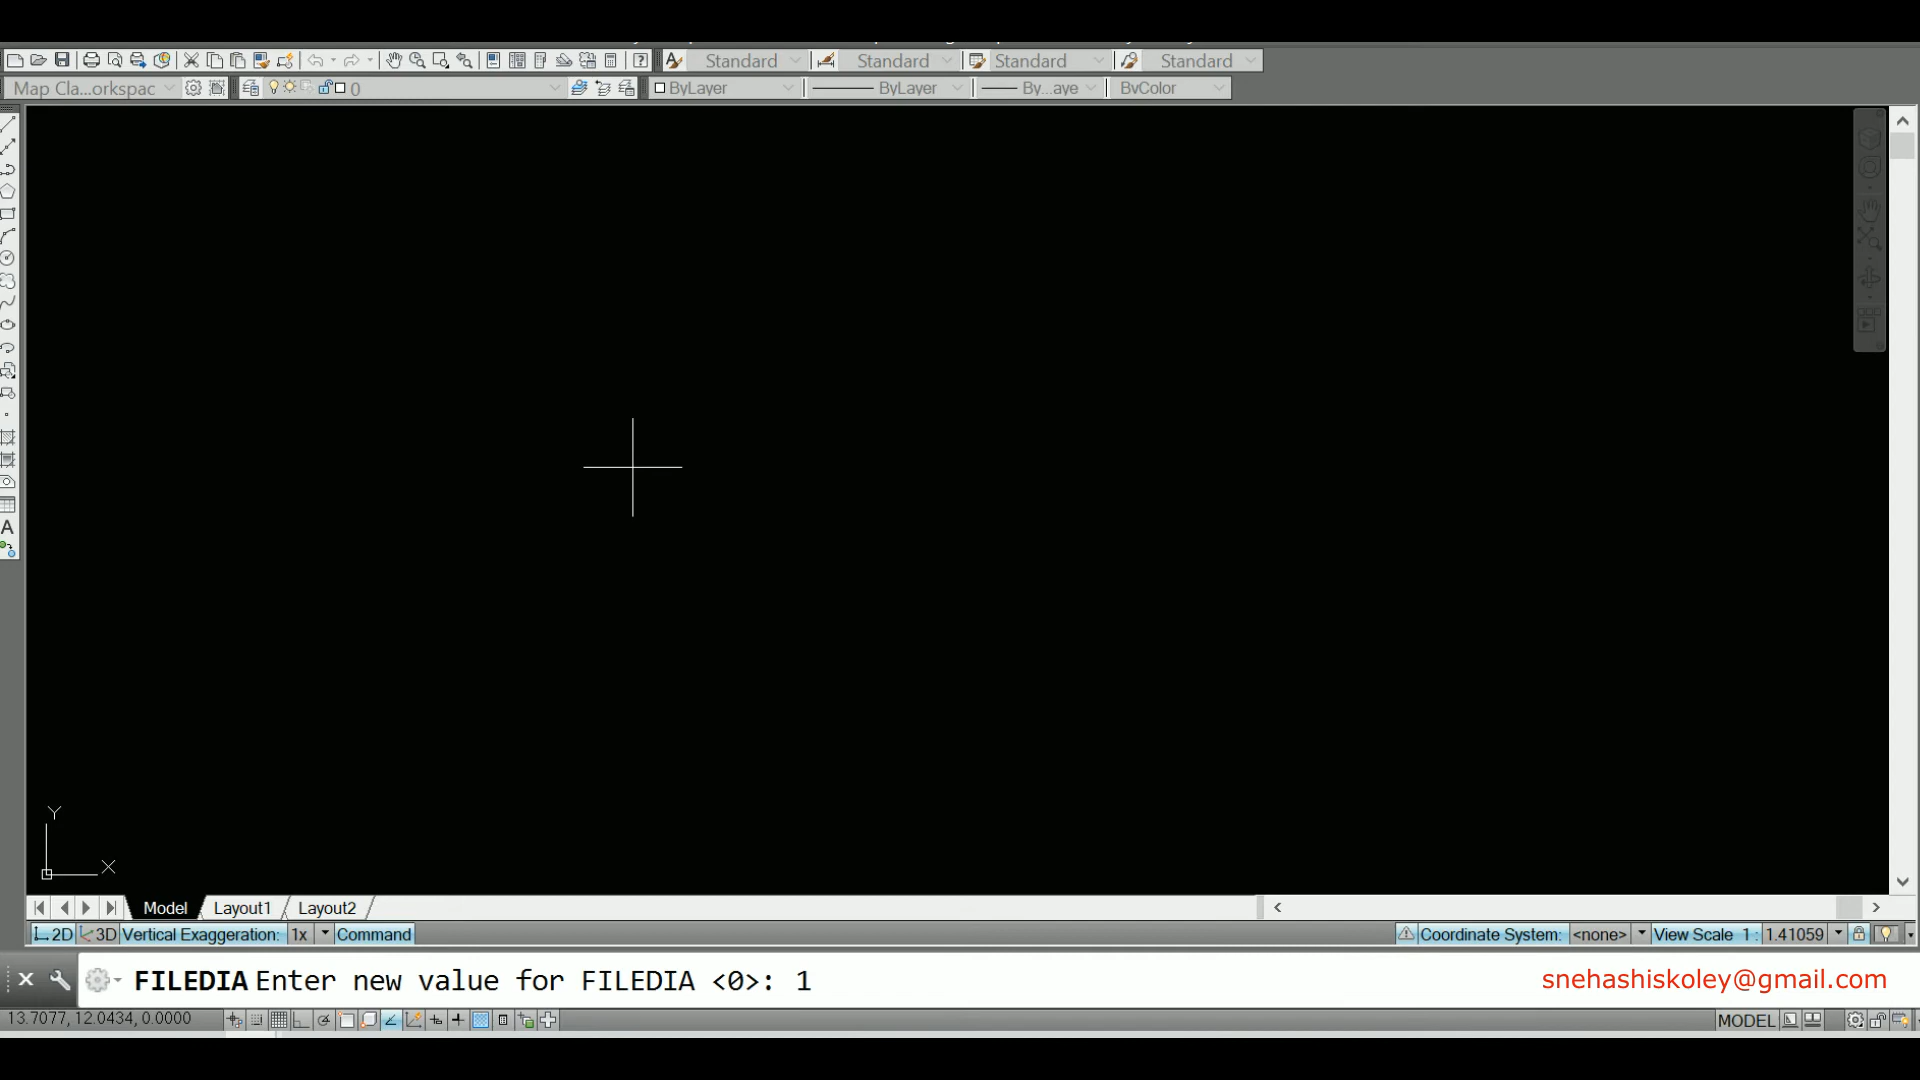 Standard Standard Standard Standard
Map Cla...orkspac 0 ByLayer ByLayer By...aye ByColor
A
Y
X
Model Layout1 Layout2
2D 3D Vertical Exaggeration: 1x Command Coordinate System: <none> View Scale 1 : 1.41059
FILEDIA Enter new value for FILEDIA <0>: 1 snehashiskoley@gmail.com
13.7077, 12.0434, 0.0000 MODEL